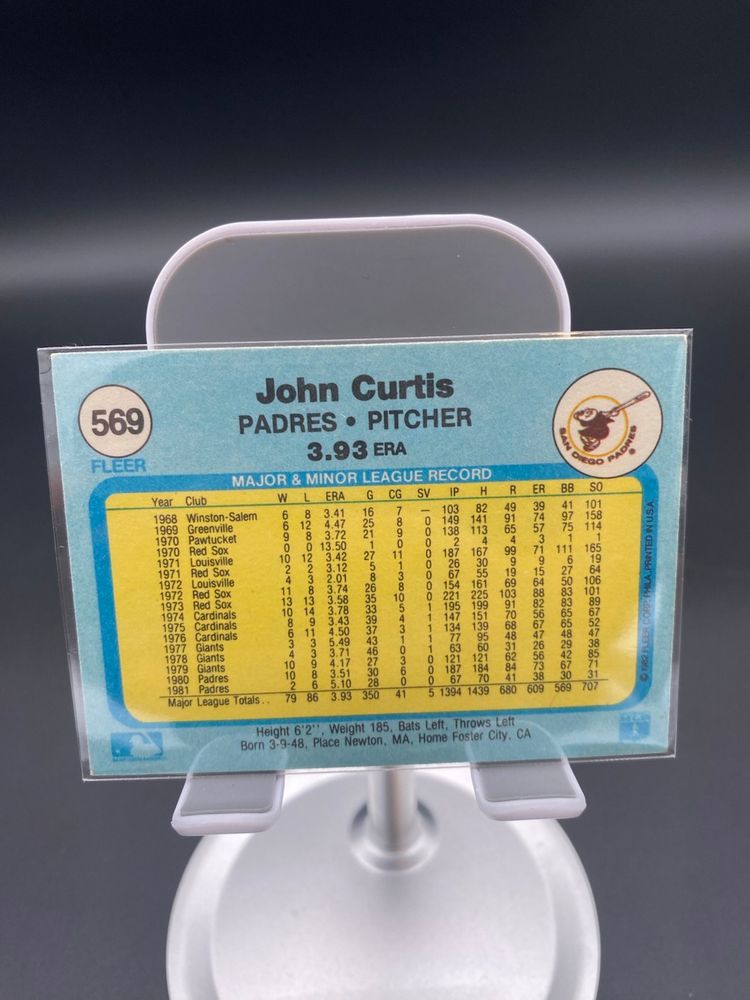 569
FLEER
John Curtis
PADRES • PITCHER
3.93 ERA
SAN DIEGO PADRES
MAJOR & MINOR LEAGUE RECORD
Year Club W L ERA G CG SV IP H R ER BB SO
1968 Winston-Salem 6 8 3.41 16 7 — 103 82 49 39 41 101
1969 Greenville 6 12 4.47 25 8 0 149 141 91 74 97 158
1970 Pawtucket 9 8 3.72 21 9 0 138 113 65 57 75 114
1970 Red Sox 0 0 13.50 1 0 0 2 4 4 3 1 1
1971 Louisville 10 12 3.42 27 11 0 187 167 99 71 111 165
1971 Red Sox 2 2 3.12 5 1 0 26 30 9 9 6 19
1972 Louisville 4 3 2.01 8 3 0 67 55 19 15 27 64
1972 Red Sox 11 8 3.74 26 8 0 154 161 69 64 50 106
1973 Red Sox 13 13 3.58 35 10 0 221 225 103 88 83 101
1974 Cardinals 10 14 3.78 33 5 1 195 199 91 82 83 89
1975 Cardinals 8 9 3.43 39 4 1 147 151 70 56 65 67
1976 Cardinals 6 11 4.50 37 3 1 134 139 68 67 65 52
1977 Giants 3 3 5.49 43 1 1 77 95 48 47 48 47
1978 Giants 4 3 3.71 46 0 1 63 60 31 26 29 38
1979 Giants 10 9 4.17 27 3 0 121 121 62 56 42 85
1980 Padres 10 8 3.51 30 6 0 187 184 84 73 67 71
1981 Padres 2 6 5.10 28 0 0 67 70 41 38 30 31
Major League Totals.. 79 86 3.93 350 41 5 1394 1439 680 609 569 707
© 1982 FLEER CORP. PHILA. PRINTED IN U.S.A.
Height 6'2'', Weight 185, Bats Left, Throws Left
Born 3-9-48, Place Newton, MA, Home Foster City, CA